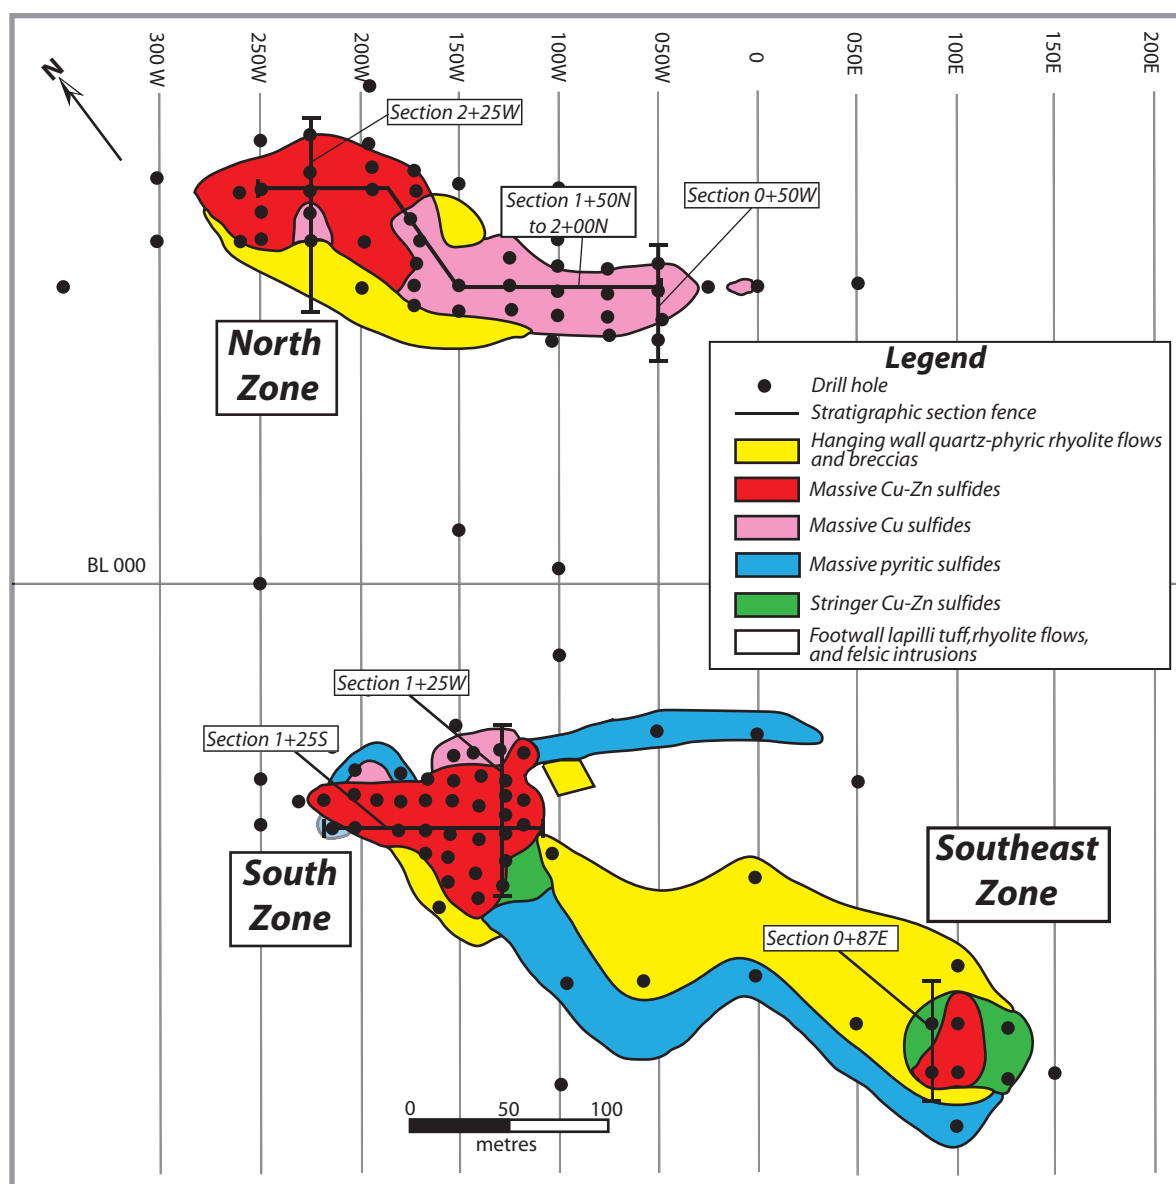 300 W
250W
200W
150W
100W
050W
0
050E
100E
150E
200E
N
Section 2+25W
Section 1+50N
to 2+00N
Section 0+50W
North
Zone
Legend
Drill hole
Stratigraphic section fence
Hanging wall quartz-phyric rhyolite flows
and breccias
Massive Cu-Zn sulfides
Massive Cu sulfides
Massive pyritic sulfides
Stringer Cu-Zn sulfides
Footwall lapilli tuff,rhyolite flows,
and felsic intrusions
BL 000
Section 1+25W
Section 1+25S
South
Zone
Southeast
Zone
Section 0+87E
0 50 100
metres